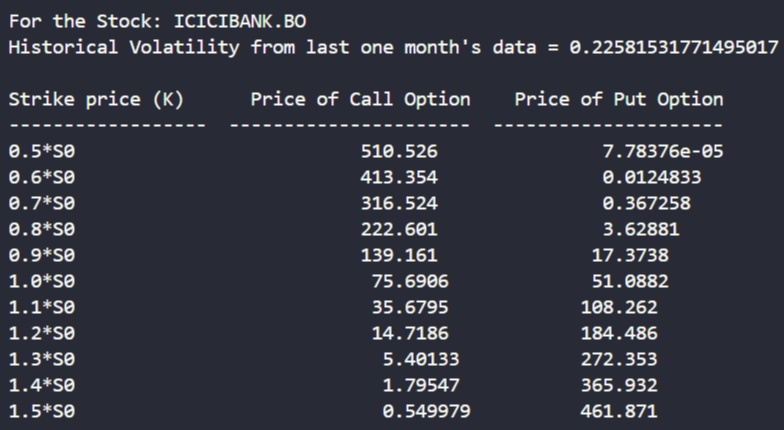 For the Stock: ICICIBANK.BO
Historical Volatility from last one month's data = 0.22581531771495017
Strike price (K) Price of Call Option Price of Put Option
------------------ ---------------------- ---------------------
0.5*S0 510.526 7.78376e-05
0.6*S0 413.354 0.0124833
0.7*S0 316.524 0.367258
0.8*S0 222.601 3.62881
0.9*S0 139.161 17.3738
1.0*S0 75.6906 51.0882
1.1*S0 35.6795 108.262
1.2*S0 14.7186 184.486
1.3*S0 5.40133 272.353
1.4*S0 1.79547 365.932
1.5*S0 0.549979 461.871